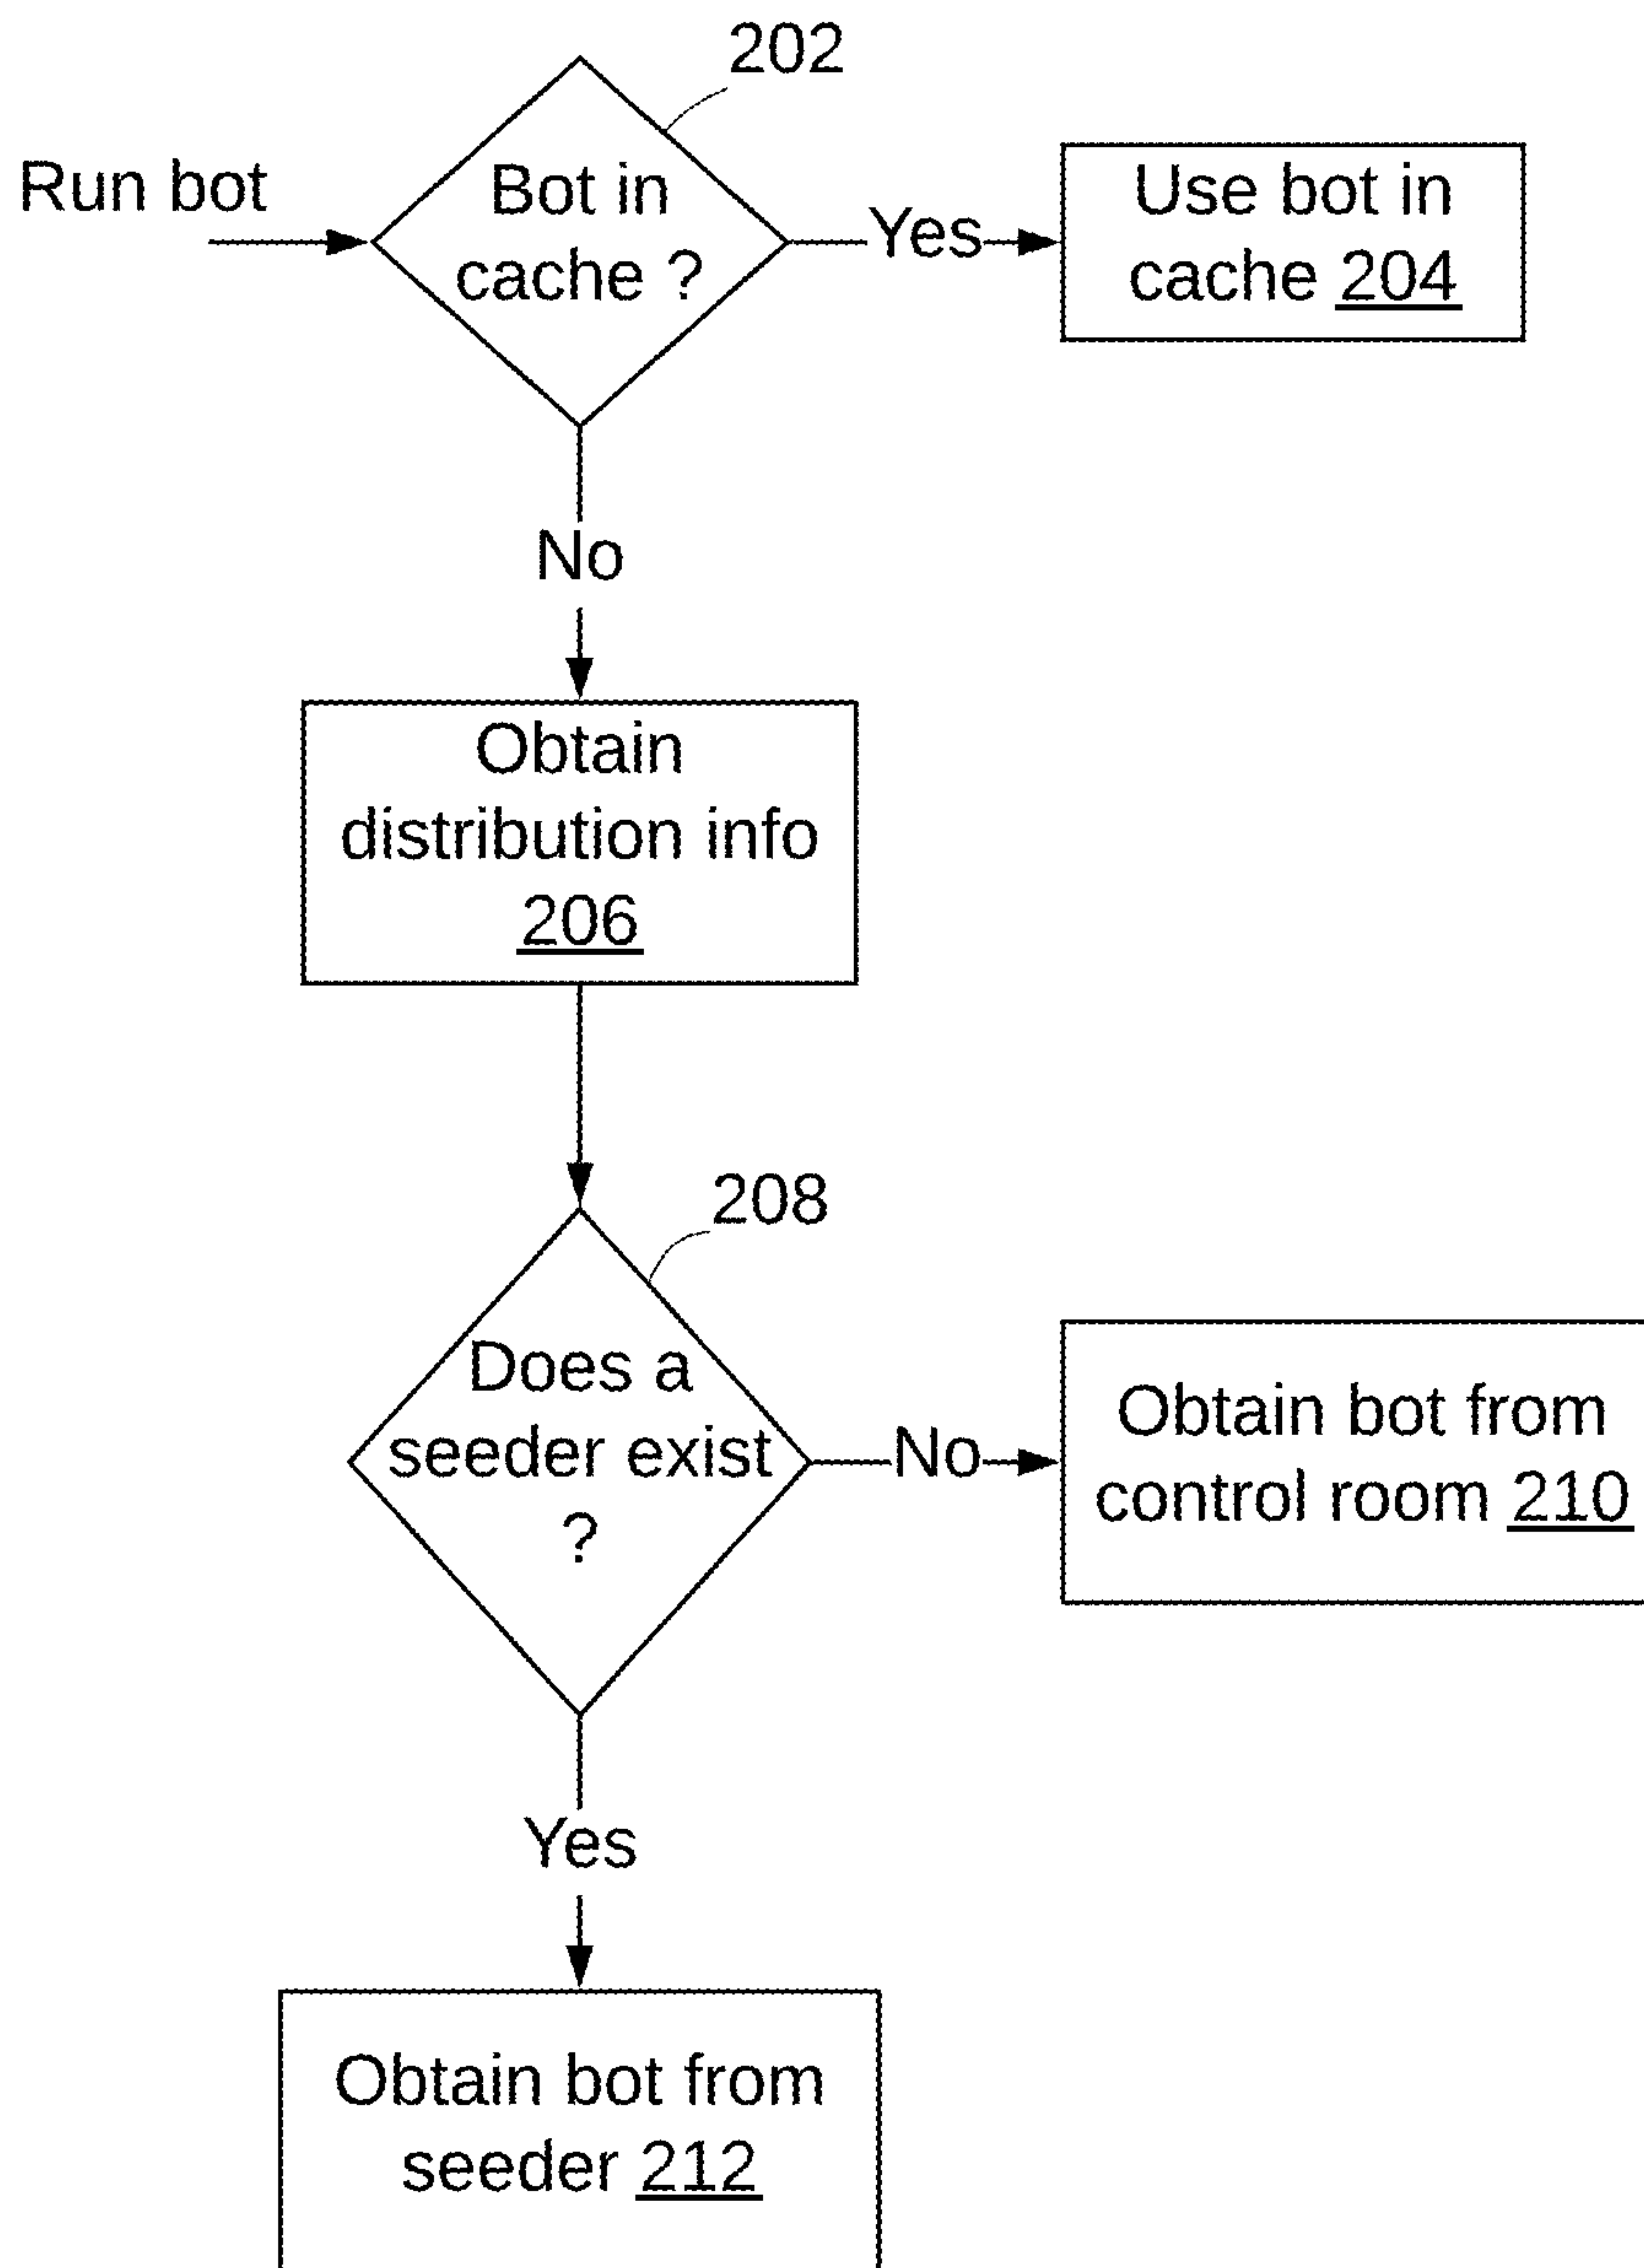 202
Run bot
Bot in
cache ?
Yes
Use bot in
cache 204
No
Obtain
distribution info
206
208
Does a
seeder exist
?
No
Obtain bot from
control room 210
Yes
Obtain bot from
seeder 212